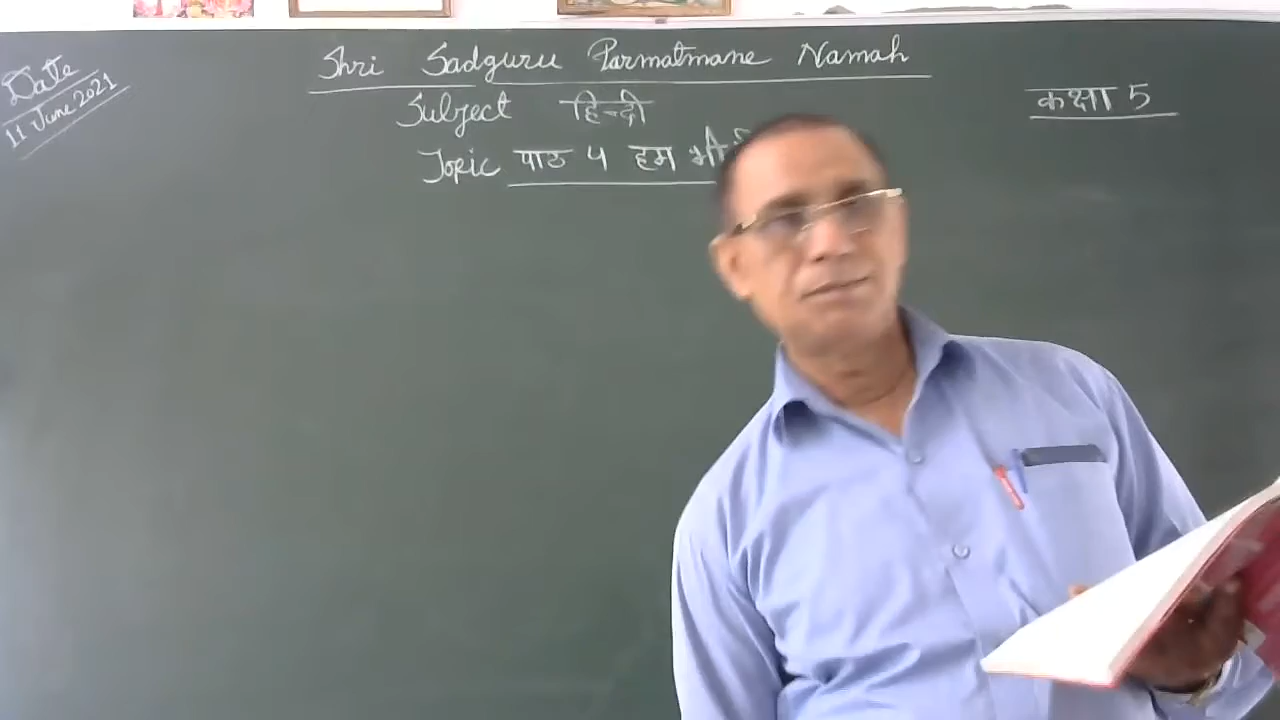 Date
11 June 2021
Shri Sadguru Parmatmane Namah
Subject हिन्दी
कक्षा 5
Topic पाठ 4 हम